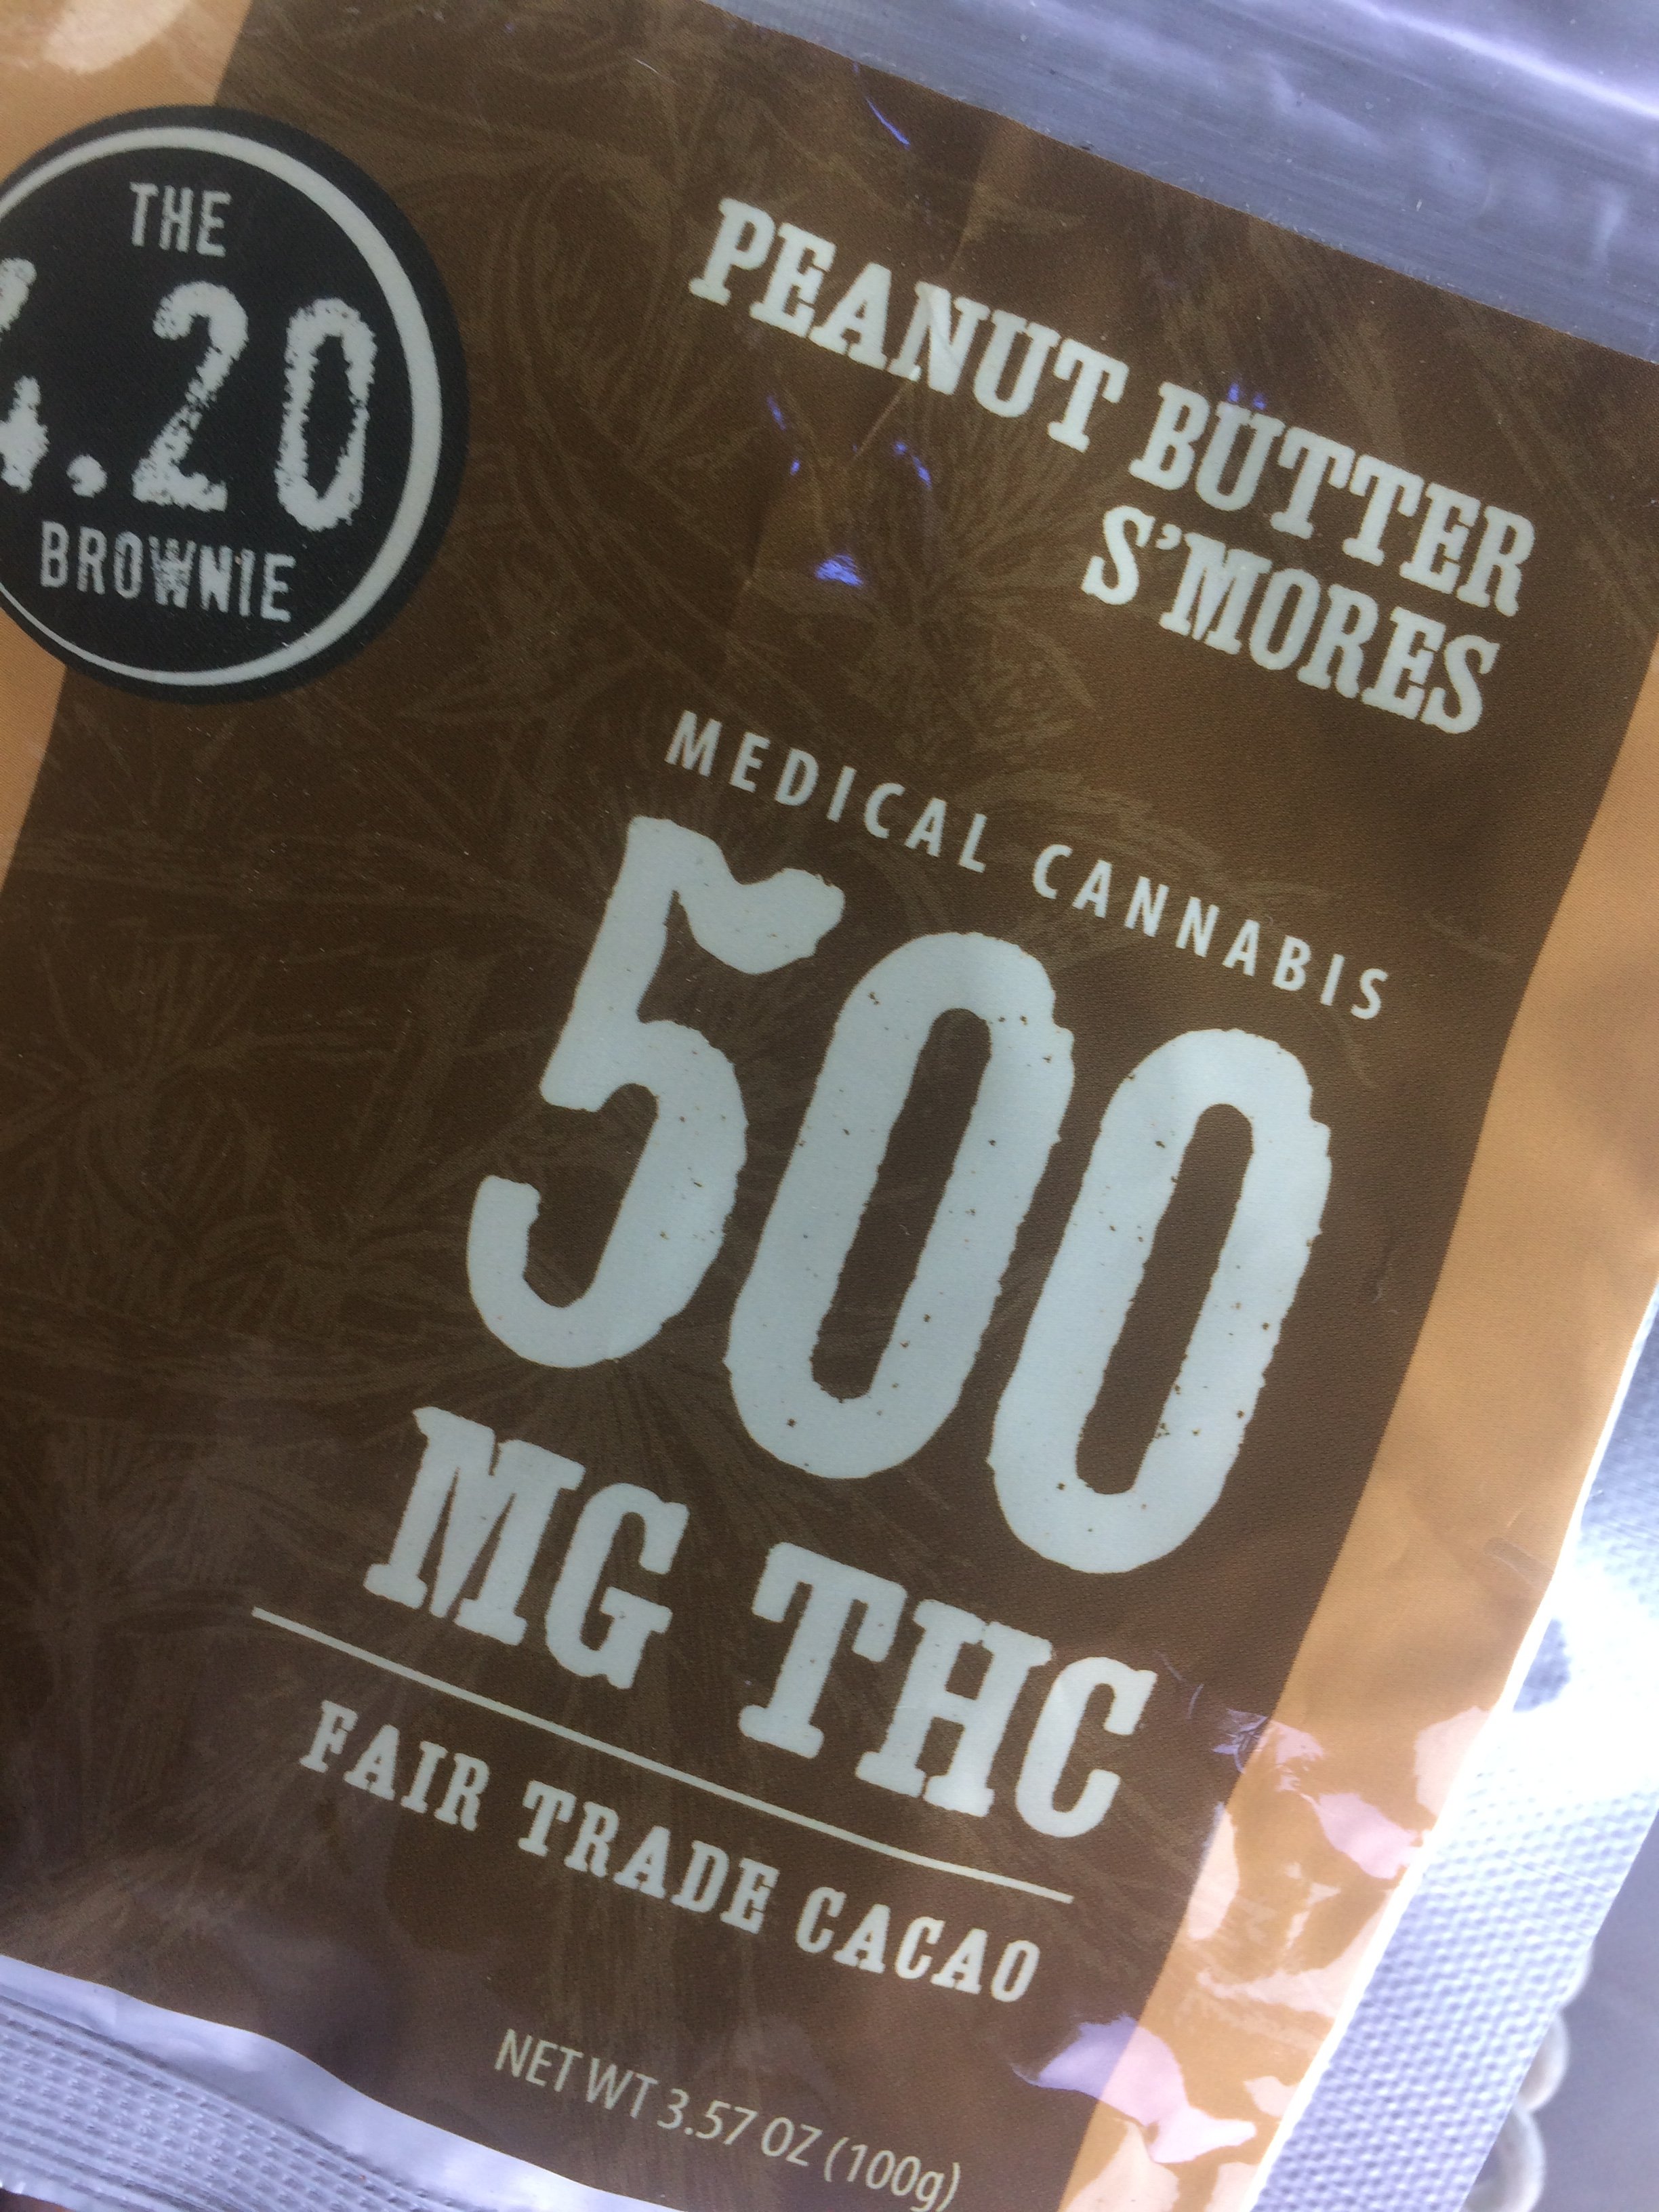 THE
4.20
BROWNIE
PEANUT BUTTER
S'MORES
MEDICAL CANNABIS
500
MG THC
FAIR TRADE CACAO
NET WT 3.57 OZ (100g)